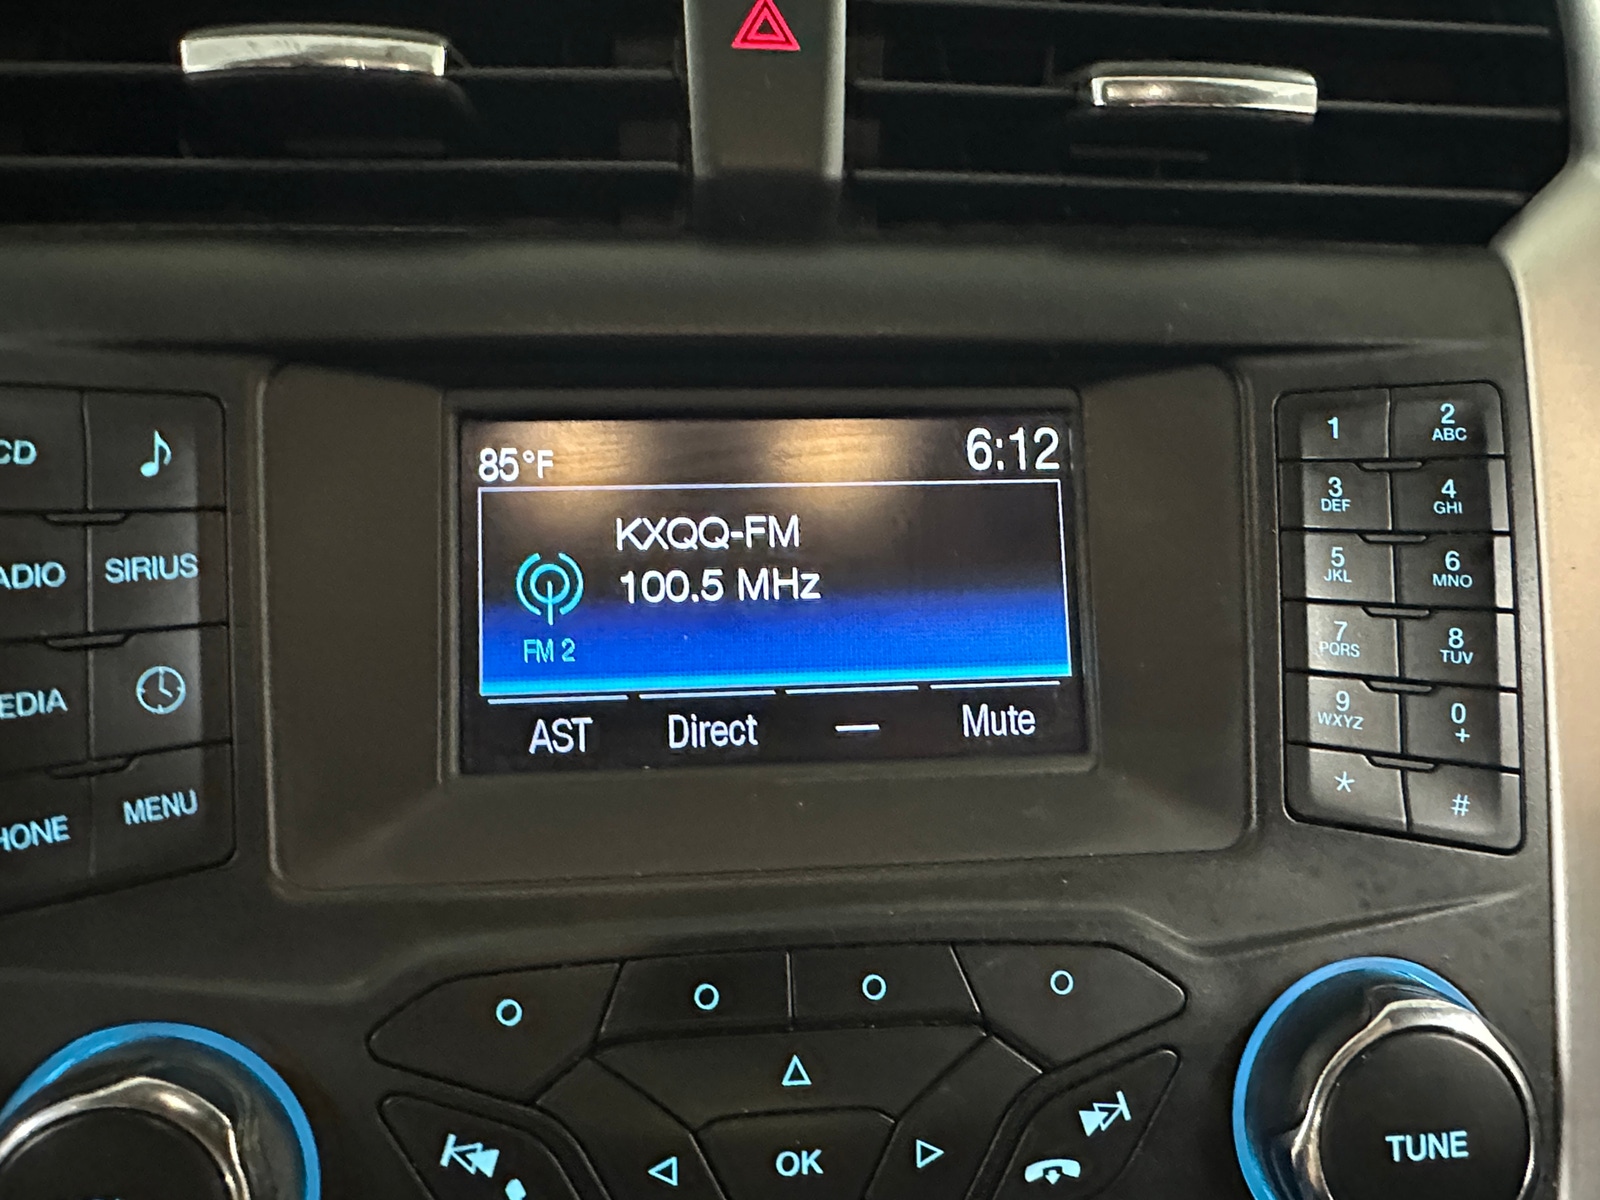 85°F 6:12
KXQQ-FM
100.5 MHz
FM 2
AST Direct — Mute
CD
ADIO SIRIUS
EDIA
HONE MENU
1 2 ABC
3 DEF 4 GHI
5 JKL 6 MNO
7 PQRS 8 TUV
9 WXYZ 0 +
* #
OK
TUNE